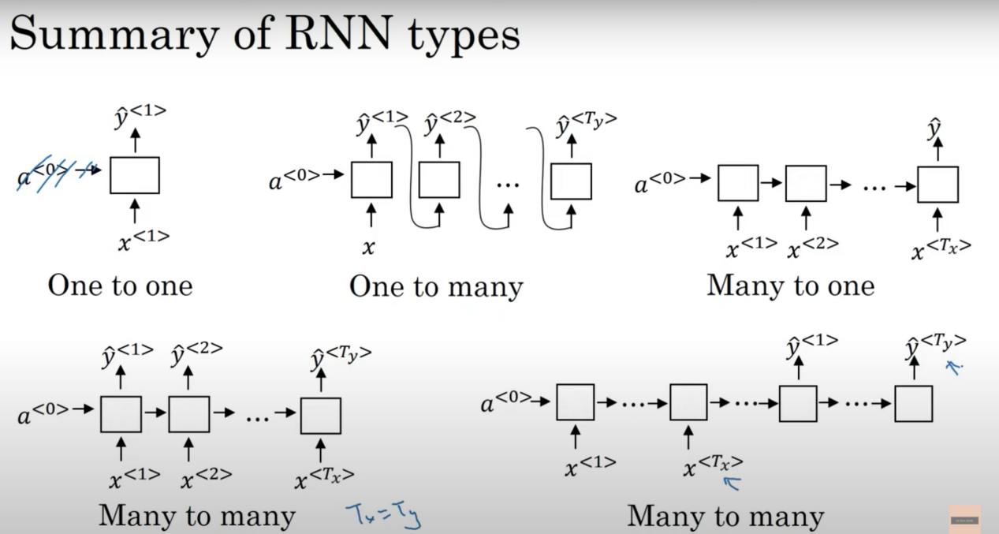 Summary of RNN types
ŷ<1>
a<0>
x<1>
One to one
ŷ<1> ŷ<2> ŷ<Ty>
a<0> ...
x
One to many
ŷ
a<0> ...
x<1> x<2> x<Tx>
Many to one
ŷ<1> ŷ<2> ŷ<Ty>
a<0> ...
x<1> x<2> x<Tx>
Many to many Tx=Ty
ŷ<1> ŷ<Ty>
a<0> ... ... ...
x<1> x<Tx>
Many to many